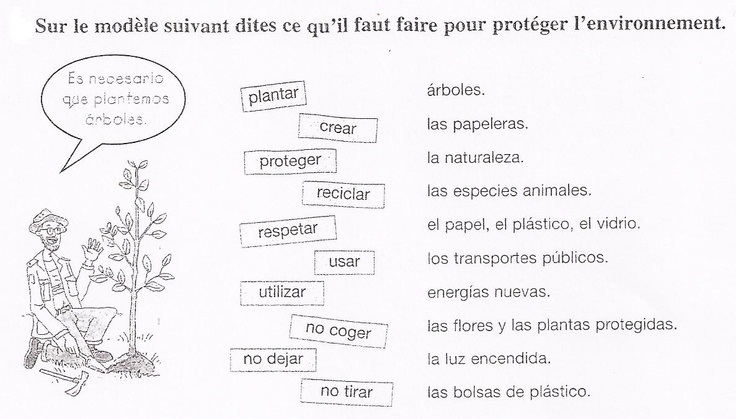 Sur le modèle suivant dites ce qu'il faut faire pour protéger l'environnement.
Es necesario
que plantemos
árboles.
plantar árboles.
crear las papeleras.
proteger la naturaleza.
reciclar las especies animales.
respetar el papel, el plástico, el vidrio.
usar los transportes públicos.
utilizar energías nuevas.
no coger las flores y las plantas protegidas.
no dejar la luz encendida.
no tirar las bolsas de plástico.